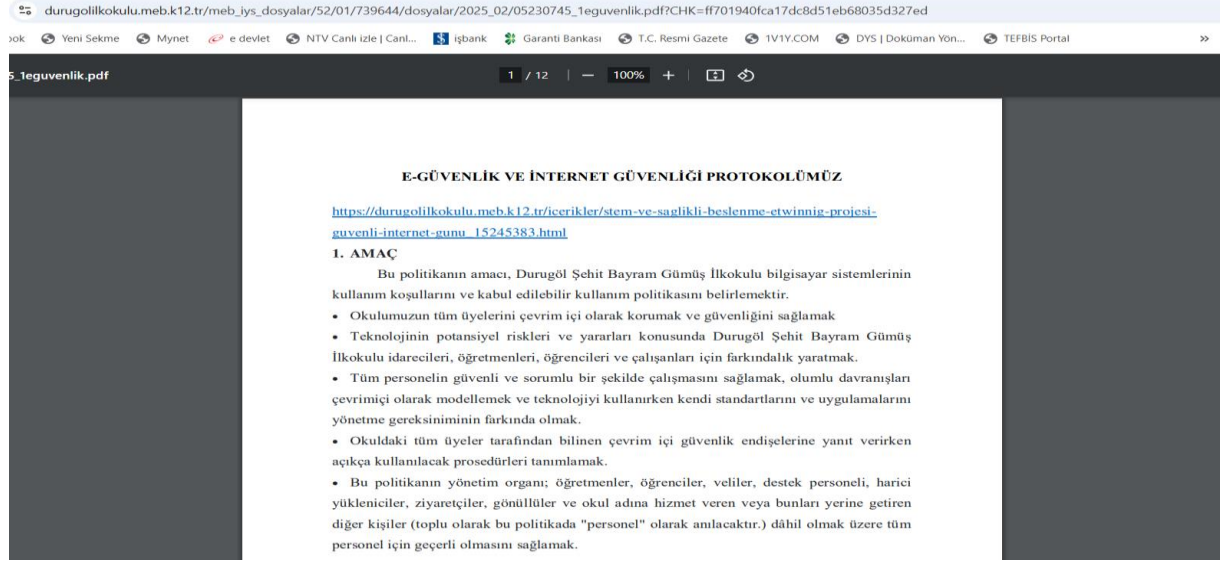 durugolilkokulu.meb.k12.tr/meb_iys_dosyalar/52/01/739644/dosyalar/2025_02/05230745_1eguvenlik.pdf?CHK=ff701940fca17dc8d51eb68035d327ed
ook Yeni Sekme Mynet e devlet NTV Canlı izle | Canl... işbank Garanti Bankası T.C. Resmi Gazete 1V1Y.COM DYS | Doküman Yön... TEFBİS Portal »
5_1eguvenlik.pdf 1 / 12 | — 100% + |
E-GÜVENLİK VE İNTERNET GÜVENLİĞİ PROTOKOLÜMÜZ
https://durugolilkokulu.meb.k12.tr/icerikler/stem-ve-saglikli-beslenme-etwinnig-projesi-
guvenli-internet-gunu_15245383.html
1. AMAÇ
Bu politikanın amacı, Durugöl Şehit Bayram Gümüş İlkokulu bilgisayar sistemlerinin
kullanım koşullarını ve kabul edilebilir kullanım politikasını belirlemektir.
• Okulumuzun tüm üyelerini çevrim içi olarak korumak ve güvenliğini sağlamak
• Teknolojinin potansiyel riskleri ve yararları konusunda Durugöl Şehit Bayram Gümüş
İlkokulu idarecileri, öğretmenleri, öğrencileri ve çalışanları için farkındalık yaratmak.
• Tüm personelin güvenli ve sorumlu bir şekilde çalışmasını sağlamak, olumlu davranışları
çevrimiçi olarak modellemek ve teknolojiyi kullanırken kendi standartlarını ve uygulamalarını
yönetme gereksiniminin farkında olmak.
• Okuldaki tüm üyeler tarafından bilinen çevrim içi güvenlik endişelerine yanıt verirken
açıkça kullanılacak prosedürleri tanımlamak.
• Bu politikanın yönetim organı; öğretmenler, öğrenciler, veliler, destek personeli, harici
yükleniciler, ziyaretçiler, gönüllüler ve okul adına hizmet veren veya bunları yerine getiren
diğer kişiler (toplu olarak bu politikada "personel" olarak anılacaktır.) dâhil olmak üzere tüm
personel için geçerli olmasını sağlamak.